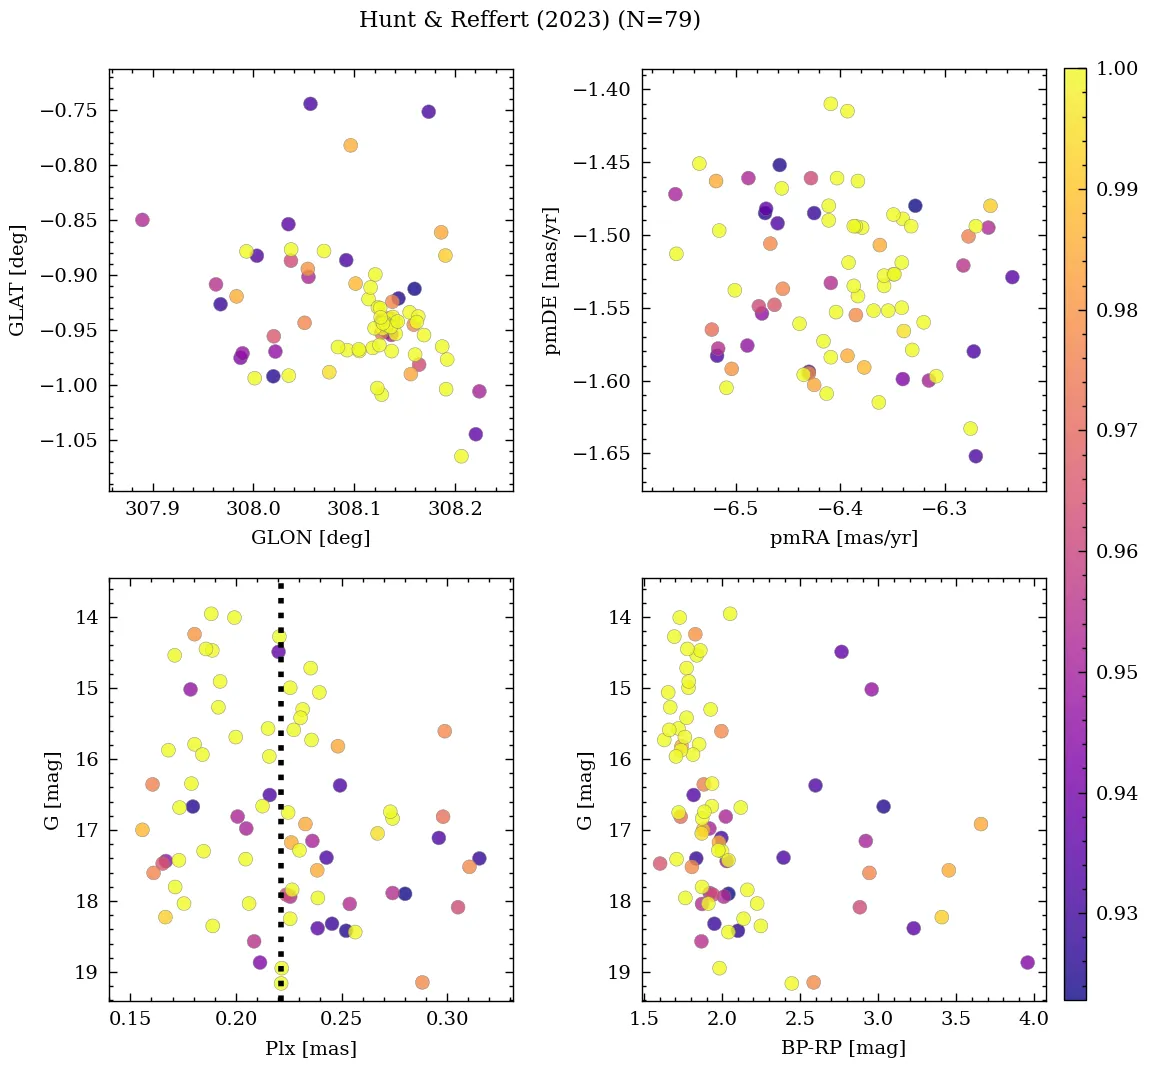 Hunt & Reffert (2023) (N=79)
−0.75
−0.80
−0.85
−0.90
−0.95
−1.00
−1.05
GLAT [deg]
307.9 308.0 308.1 308.2
GLON [deg]
−1.40
−1.45
−1.50
−1.55
−1.60
−1.65
pmDE [mas/yr]
−6.5 −6.4 −6.3
pmRA [mas/yr]
14
15
16
17
18
19
G [mag]
0.15 0.20 0.25 0.30
Plx [mas]
14
15
16
17
18
19
G [mag]
1.5 2.0 2.5 3.0 3.5 4.0
BP-RP [mag]
1.00
0.99
0.98
0.97
0.96
0.95
0.94
0.93